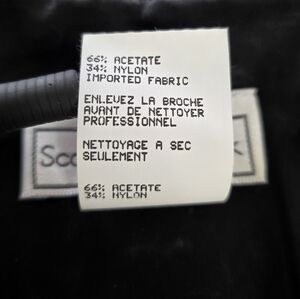 66% ACETATE
34% NYLON
IMPORTED FABRIC
ENLEVEZ LA BROCHE
AVANT DE NETTOYER
PROFESSIONNEL
NETTOYAGE A SEC
SEULEMENT
66% ACETATE
34% NYLON